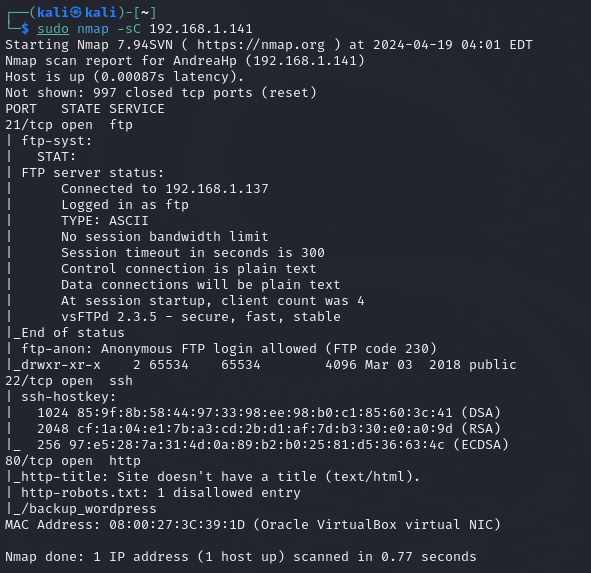 ┌──(kali㉿kali)-[~]
└─$ sudo nmap -sC 192.168.1.141
Starting Nmap 7.94SVN ( https://nmap.org ) at 2024-04-19 04:01 EDT
Nmap scan report for AndreaHp (192.168.1.141)
Host is up (0.00087s latency).
Not shown: 997 closed tcp ports (reset)
PORT   STATE SERVICE
21/tcp open  ftp
| ftp-syst:
|   STAT:
| FTP server status:
|      Connected to 192.168.1.137
|      Logged in as ftp
|      TYPE: ASCII
|      No session bandwidth limit
|      Session timeout in seconds is 300
|      Control connection is plain text
|      Data connections will be plain text
|      At session startup, client count was 4
|      vsFTPd 2.3.5 - secure, fast, stable
|_End of status
| ftp-anon: Anonymous FTP login allowed (FTP code 230)
|_drwxr-xr-x    2 65534    65534        4096 Mar 03  2018 public
22/tcp open  ssh
| ssh-hostkey:
|   1024 85:9f:8b:58:44:97:33:98:ee:98:b0:c1:85:60:3c:41 (DSA)
|   2048 cf:1a:04:e1:7b:a3:cd:2b:d1:af:7d:b3:30:e0:a0:9d (RSA)
|_  256 97:e5:28:7a:31:4d:0a:89:b2:b0:25:81:d5:36:63:4c (ECDSA)
80/tcp open  http
|_http-title: Site doesn't have a title (text/html).
| http-robots.txt: 1 disallowed entry
|_/backup_wordpress
MAC Address: 08:00:27:3C:39:1D (Oracle VirtualBox virtual NIC)

Nmap done: 1 IP address (1 host up) scanned in 0.77 seconds